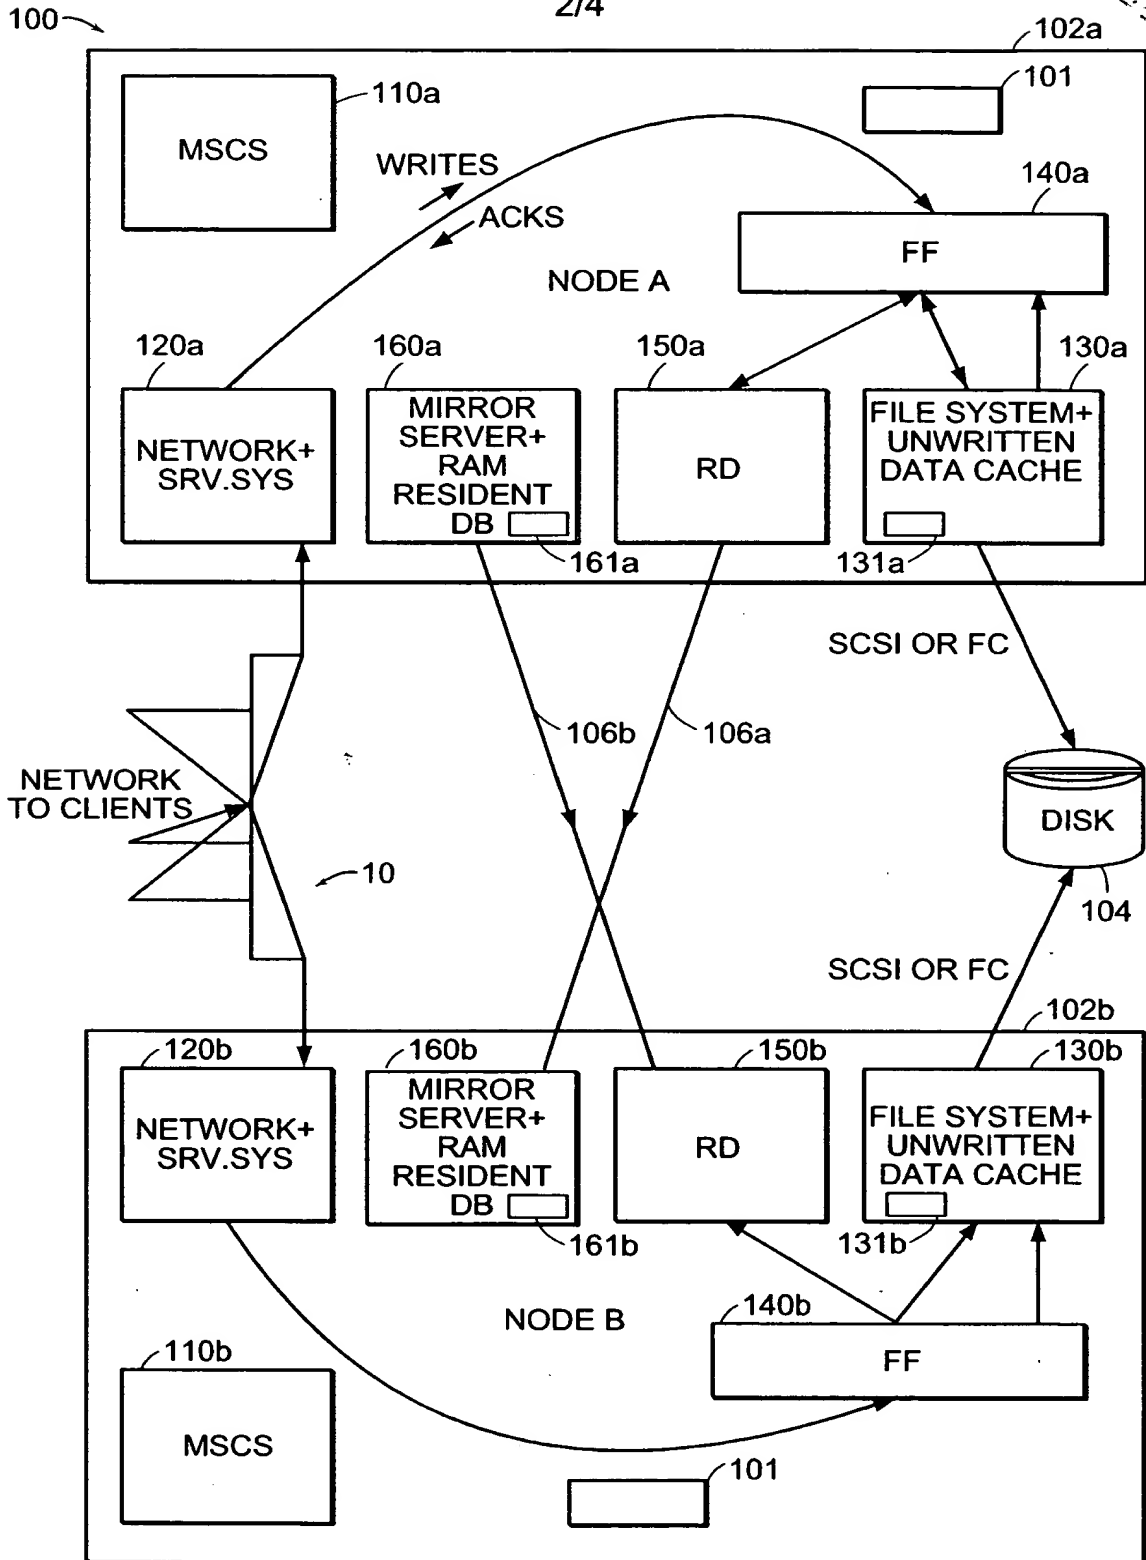 2/4
100
102a
MSCS
110a
101
WRITES
ACKS
140a
FF
NODE A
120a
160a
150a
130a
NETWORK+
SRV.SYS
MIRROR
SERVER+
RAM
RESIDENT
DB
161a
RD
FILE SYSTEM+
UNWRITTEN
DATA CACHE
131a
SCSI OR FC
106b
106a
NETWORK
TO CLIENTS
DISK
10
104
SCSI OR FC
102b
120b
160b
150b
130b
NETWORK+
SRV.SYS
MIRROR
SERVER+
RAM
RESIDENT
DB
161b
RD
FILE SYSTEM+
UNWRITTEN
DATA CACHE
131b
NODE B
140b
110b
FF
MSCS
101